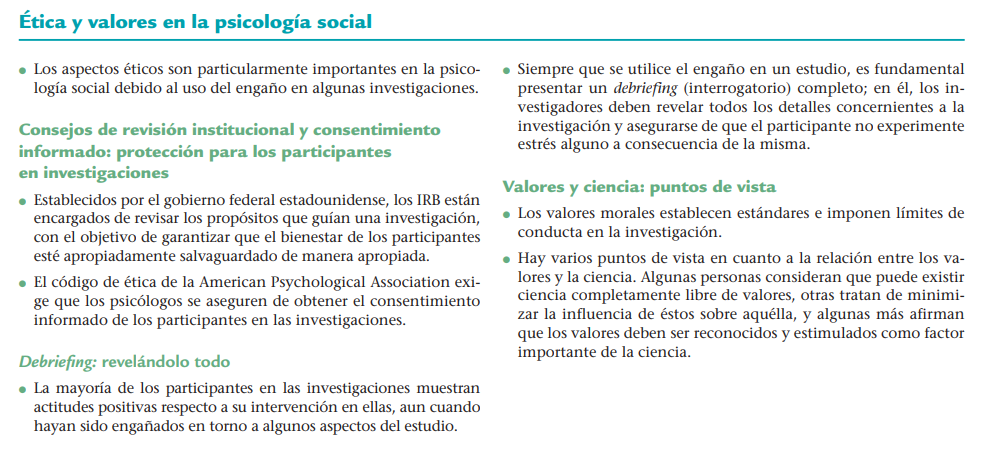 Ética y valores en la psicología social
● Los aspectos éticos son particularmente importantes en la psico-
logía social debido al uso del engaño en algunas investigaciones.
Consejos de revisión institucional y consentimiento
informado: protección para los participantes
en investigaciones
● Establecidos por el gobierno federal estadounidense, los IRB están
encargados de revisar los propósitos que guían una investigación,
con el objetivo de garantizar que el bienestar de los participantes
esté apropiadamente salvaguardado de manera apropiada.
● El código de ética de la American Psychological Association exi-
ge que los psicólogos se aseguren de obtener el consentimiento
informado de los participantes en las investigaciones.
Debriefing: revelándolo todo
● La mayoría de los participantes en las investigaciones muestran
actitudes positivas respecto a su intervención en ellas, aun cuando
hayan sido engañados en torno a algunos aspectos del estudio.
● Siempre que se utilice el engaño en un estudio, es fundamental
presentar un debriefing (interrogatorio) completo; en él, los in-
vestigadores deben revelar todos los detalles concernientes a la
investigación y asegurarse de que el participante no experimente
estrés alguno a consecuencia de la misma.
Valores y ciencia: puntos de vista
● Los valores morales establecen estándares e imponen límites de
conducta en la investigación.
● Hay varios puntos de vista en cuanto a la relación entre los va-
lores y la ciencia. Algunas personas consideran que puede existir
ciencia completamente libre de valores, otras tratan de minimi-
zar la influencia de éstos sobre aquélla, y algunas más afirman
que los valores deben ser reconocidos y estimulados como factor
importante de la ciencia.